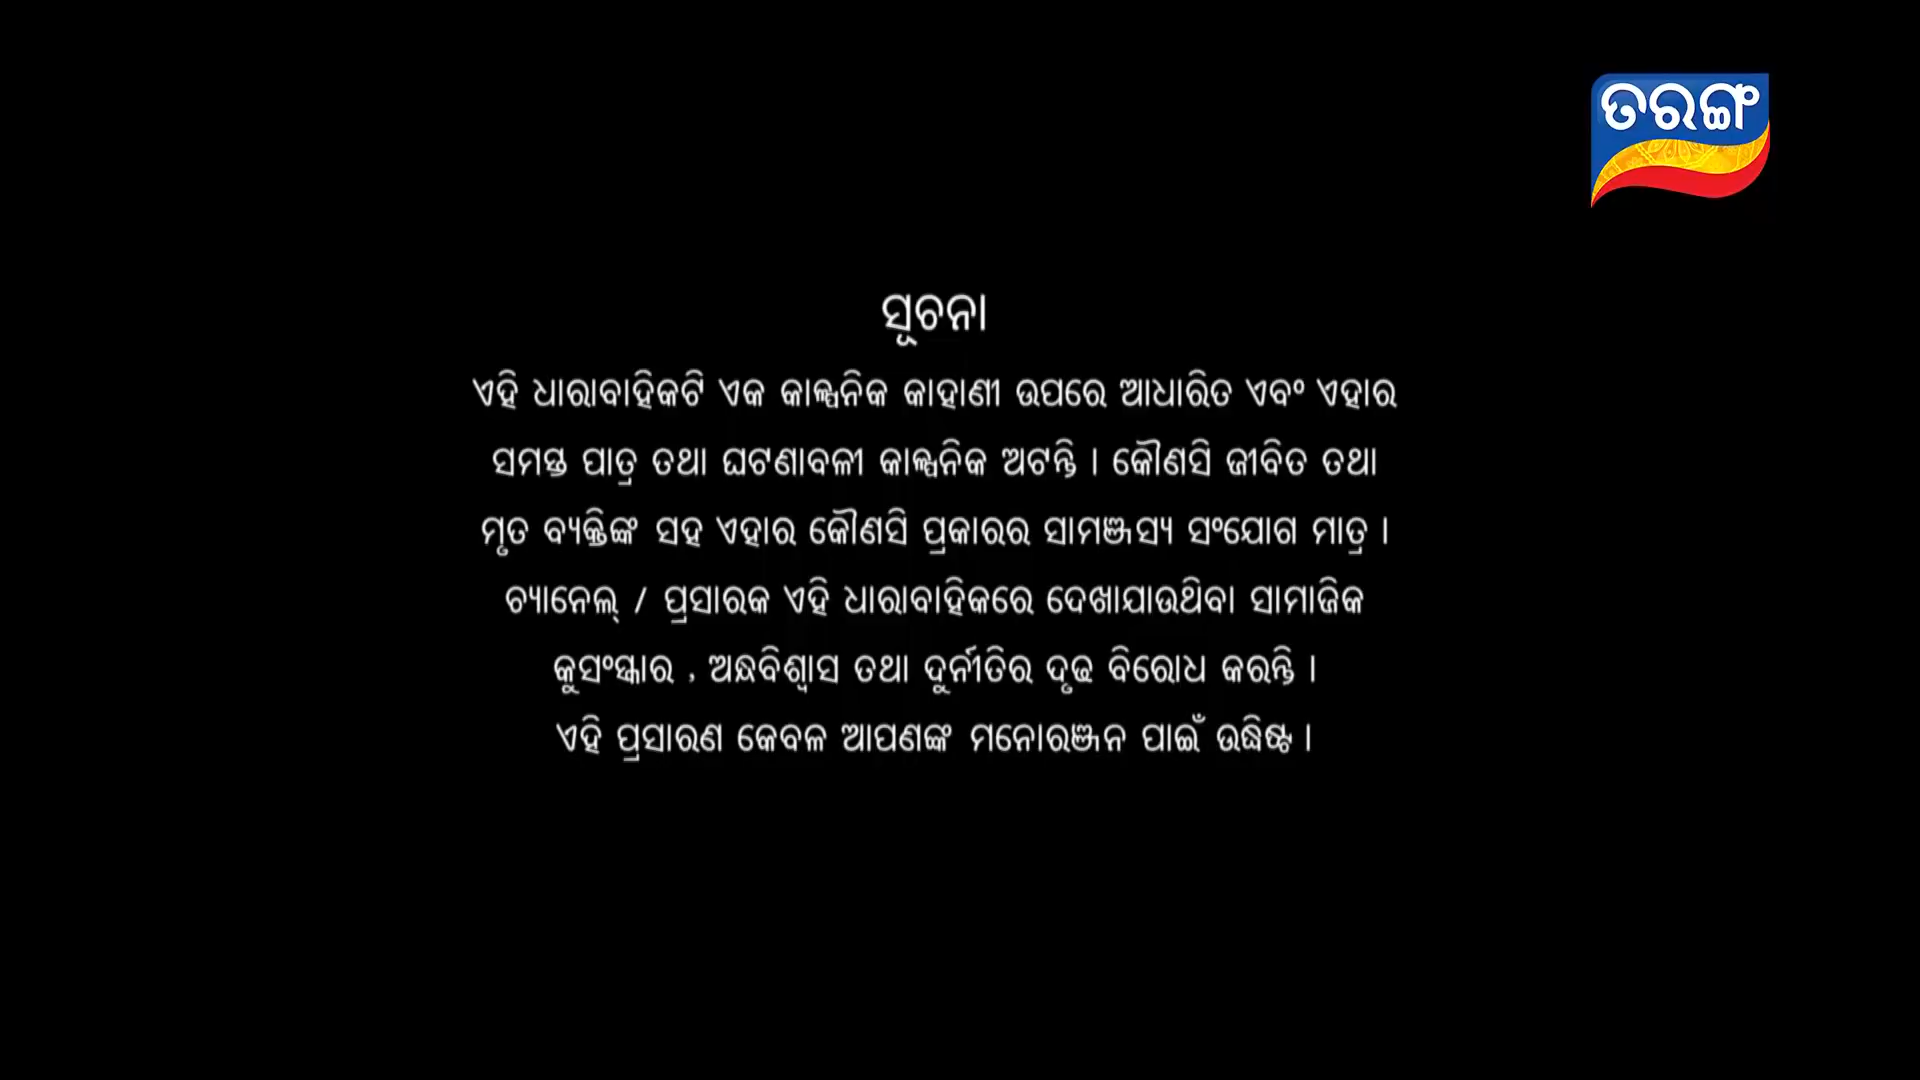 ତରଙ୍ଗ
ସୂଚନା
ଏହି ଧାରାବାହିକଟି ଏକ କାଳ୍ପନିକ କାହାଣୀ ଉପରେ ଆଧାରିତ ଏବଂ ଏହାର
ସମସ୍ତ ପାତ୍ର ତଥା ଘଟଣାବଳୀ କାଳ୍ପନିକ ଅଟନ୍ତି । କୌଣସି ଜୀବିତ ତଥା
ମୃତ ବ୍ୟକ୍ତିଙ୍କ ସହ ଏହାର କୌଣସି ପ୍ରକାରର ସାମଞ୍ଜସ୍ୟ ସଂଯୋଗ ମାତ୍ର ।
ଚ୍ୟାନେଲ୍ / ପ୍ରସାରକ ଏହି ଧାରାବାହିକରେ ଦେଖାଯାଉଥିବା ସାମାଜିକ
କୁସଂସ୍କାର , ଅନ୍ଧବିଶ୍ୱାସ ତଥା ଦୁର୍ନୀତିର ଦୃଢ ବିରୋଧ କରନ୍ତି ।
ଏହି ପ୍ରସାରଣ କେବଳ ଆପଣଙ୍କ ମନୋରଞ୍ଜନ ପାଇଁ ଉଦ୍ଧିଷ୍ଟ ।